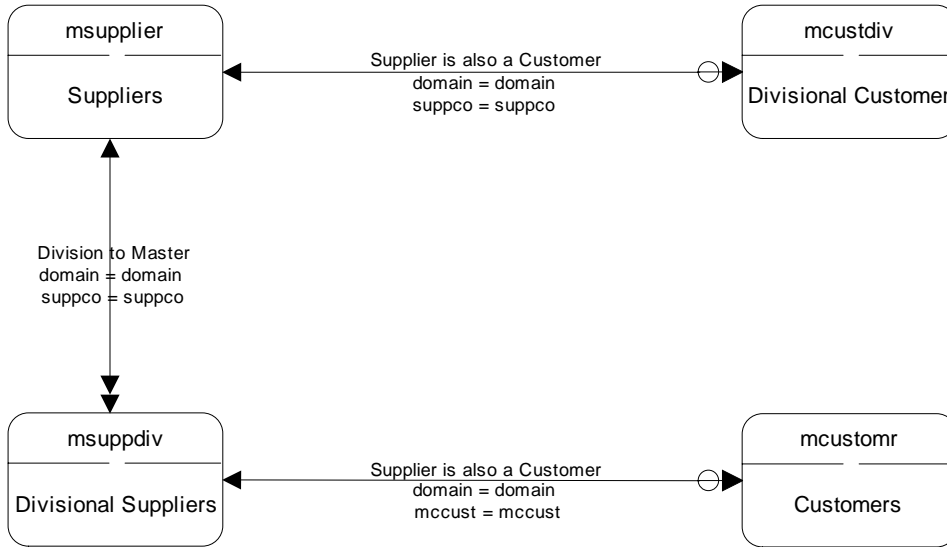 msupplier
Suppliers
Supplier is also a Customer
domain = domain
suppco = suppco
mcustdiv
Divisional Customer
Division to Master
domain = domain
suppco = suppco
msuppdiv
Divisional Suppliers
Supplier is also a Customer
domain = domain
mccust = mccust
mcustomr
Customers